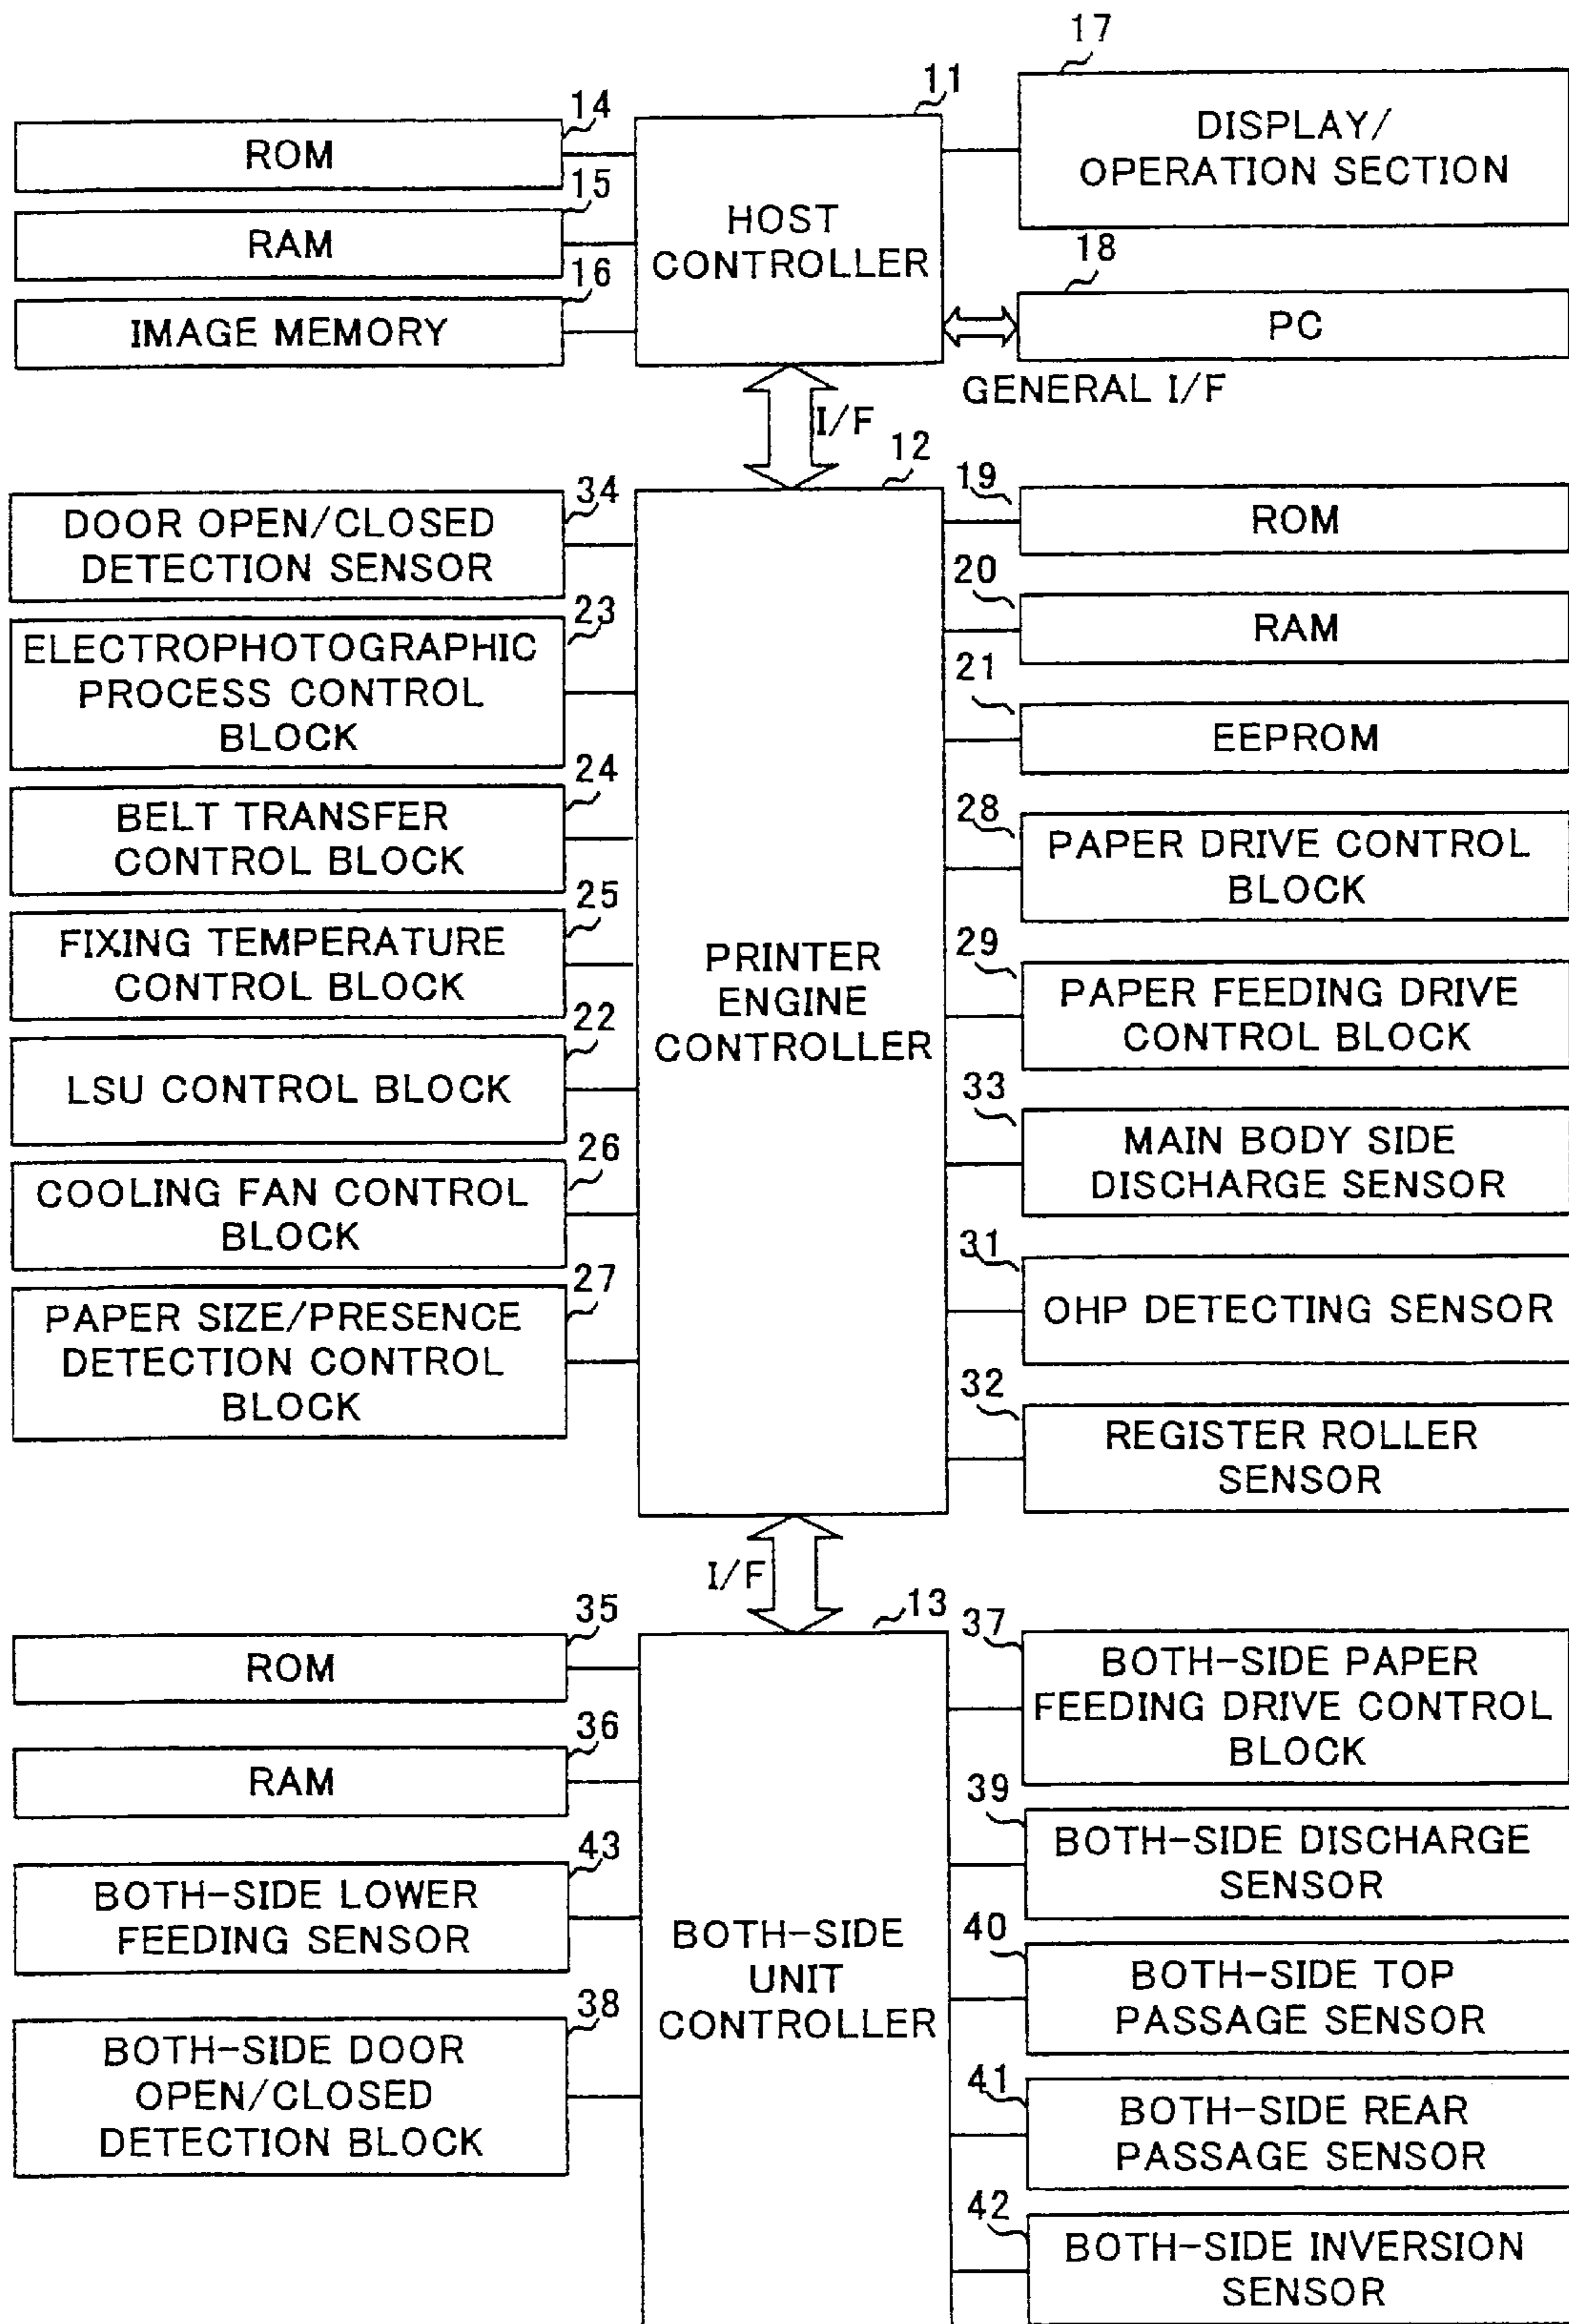 17
11
14
ROM
DISPLAY/
OPERATION SECTION
15
RAM
HOST
CONTROLLER
16
IMAGE MEMORY
18
PC
GENERAL I/F
I/F
12
34
DOOR OPEN/CLOSED
DETECTION SENSOR
23
ELECTROPHOTOGRAPHIC
PROCESS CONTROL
BLOCK
24
BELT TRANSFER
CONTROL BLOCK
25
FIXING TEMPERATURE
CONTROL BLOCK
22
LSU CONTROL BLOCK
26
COOLING FAN CONTROL
BLOCK
27
PAPER SIZE/PRESENCE
DETECTION CONTROL
BLOCK
PRINTER
ENGINE
CONTROLLER
19
ROM
20
RAM
21
EEPROM
28
PAPER DRIVE CONTROL
BLOCK
29
PAPER FEEDING DRIVE
CONTROL BLOCK
33
MAIN BODY SIDE
DISCHARGE SENSOR
31
OHP DETECTING SENSOR
32
REGISTER ROLLER
SENSOR
I/F
13
35
ROM
36
RAM
43
BOTH-SIDE LOWER
FEEDING SENSOR
38
BOTH-SIDE DOOR
OPEN/CLOSED
DETECTION BLOCK
BOTH-SIDE
UNIT
CONTROLLER
37
BOTH-SIDE PAPER
FEEDING DRIVE CONTROL
BLOCK
39
BOTH-SIDE DISCHARGE
SENSOR
40
BOTH-SIDE TOP
PASSAGE SENSOR
41
BOTH-SIDE REAR
PASSAGE SENSOR
42
BOTH-SIDE INVERSION
SENSOR